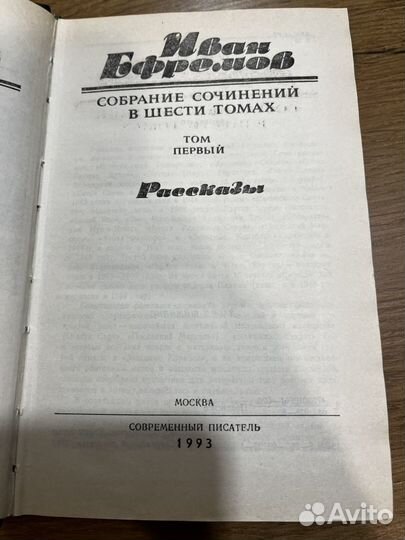 Иван
Ефремов
СОБРАНИЕ СОЧИНЕНИЙ
В ШЕСТИ ТОМАХ
ТОМ
ПЕРВЫЙ
Рассказы
МОСКВА
СОВРЕМЕННЫЙ ПИСАТЕЛЬ
1993
Avito